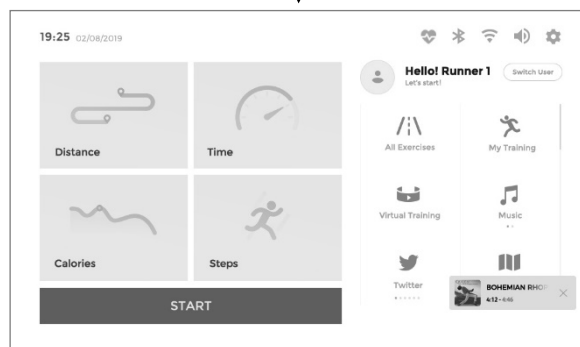 19:25 02/08/2019
Hello! Runner 1
Let's start!
Switch User
Distance
Time
Calories
Steps
START
All Exercises
My Training
Virtual Training
Music
Twitter
BOHEMIAN RHO
4:12 - 4:46